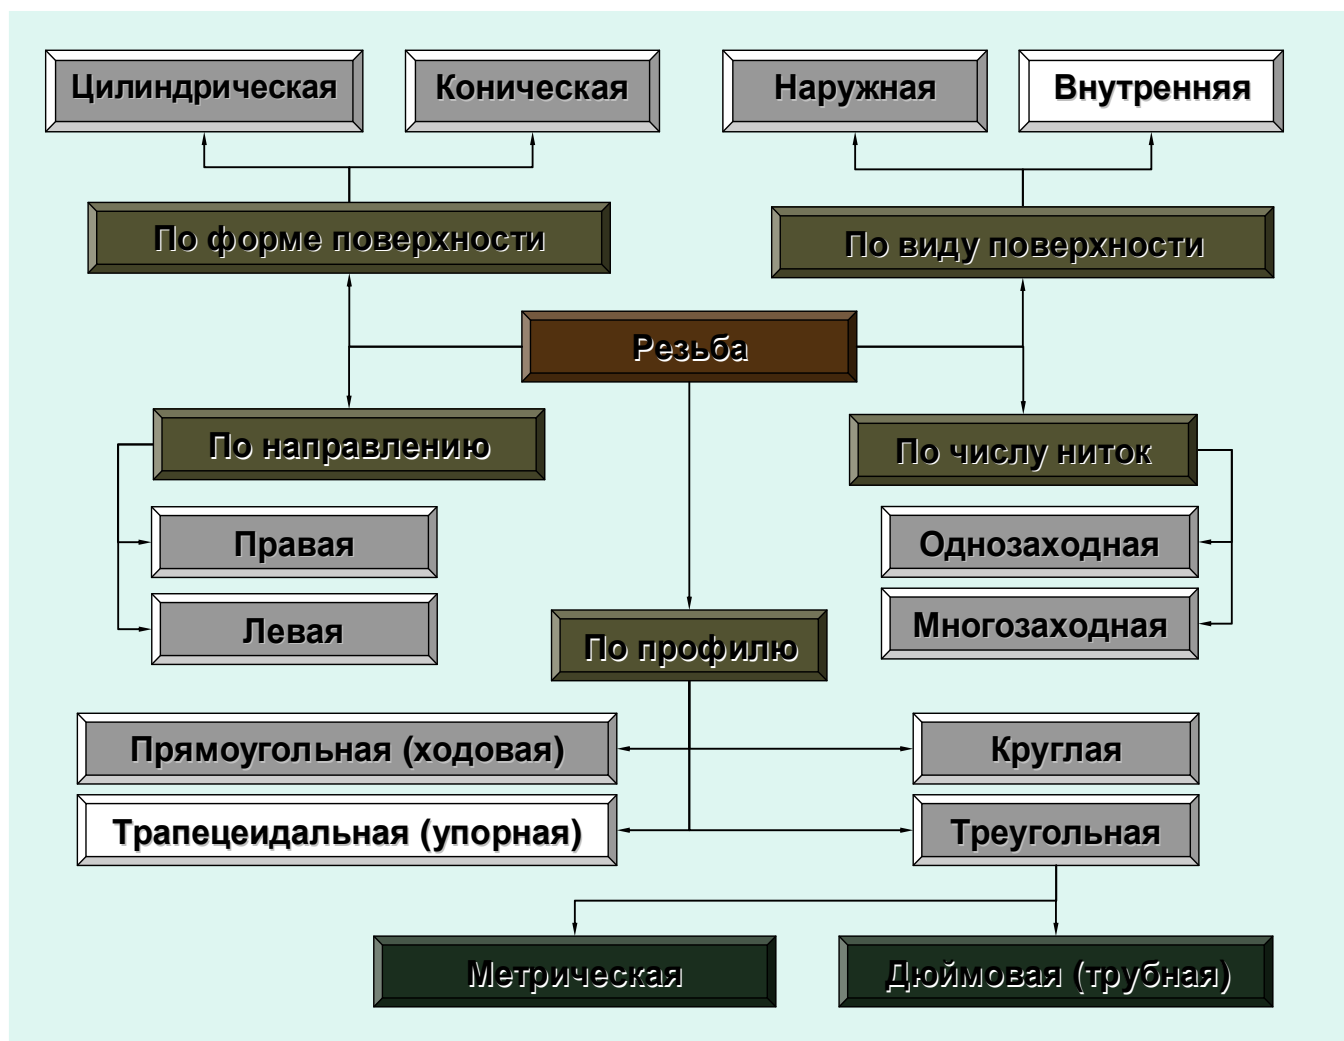 Цилиндрическая
Коническая
Наружная
Внутренняя
По форме поверхности
По виду поверхности
Резьба
По направлению
По числу ниток
Правая
Однозаходная
Левая
Многозаходная
По профилю
Прямоугольная (ходовая)
Круглая
Трапецеидальная (упорная)
Треугольная
Метрическая
Дюймовая (трубная)